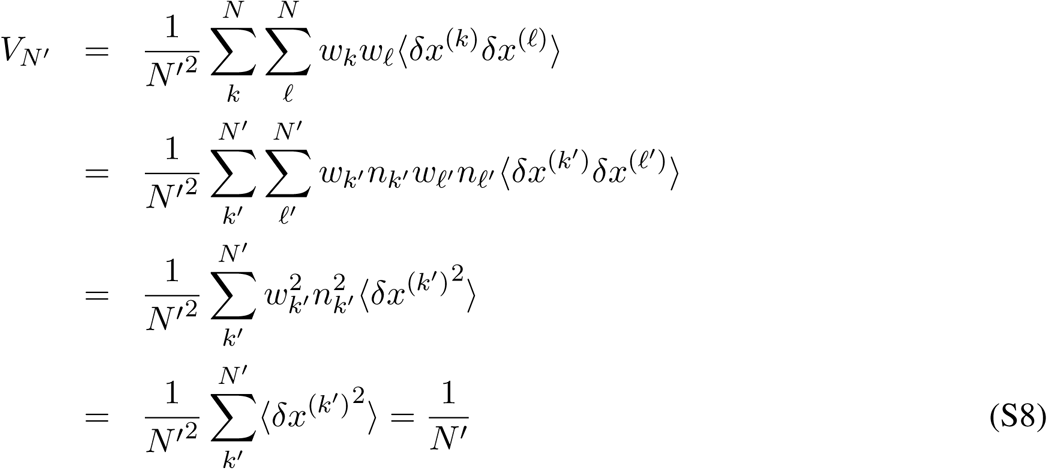 V_{N'} = \frac{1}{N'^2} \sum_{k}^{N} \sum_{\ell}^{N} w_k w_\ell \langle \delta x^{(k)} \delta x^{(\ell)} \rangle
= \frac{1}{N'^2} \sum_{k'}^{N'} \sum_{\ell'}^{N'} w_{k'} n_{k'} w_{\ell'} n_{\ell'} \langle \delta x^{(k')} \delta x^{(\ell')} \rangle
= \frac{1}{N'^2} \sum_{k'}^{N'} w_{k'}^2 n_{k'}^2 \langle \delta x^{(k')^2} \rangle
= \frac{1}{N'^2} \sum_{k'}^{N'} \langle \delta x^{(k')^2} \rangle = \frac{1}{N'} (S8)